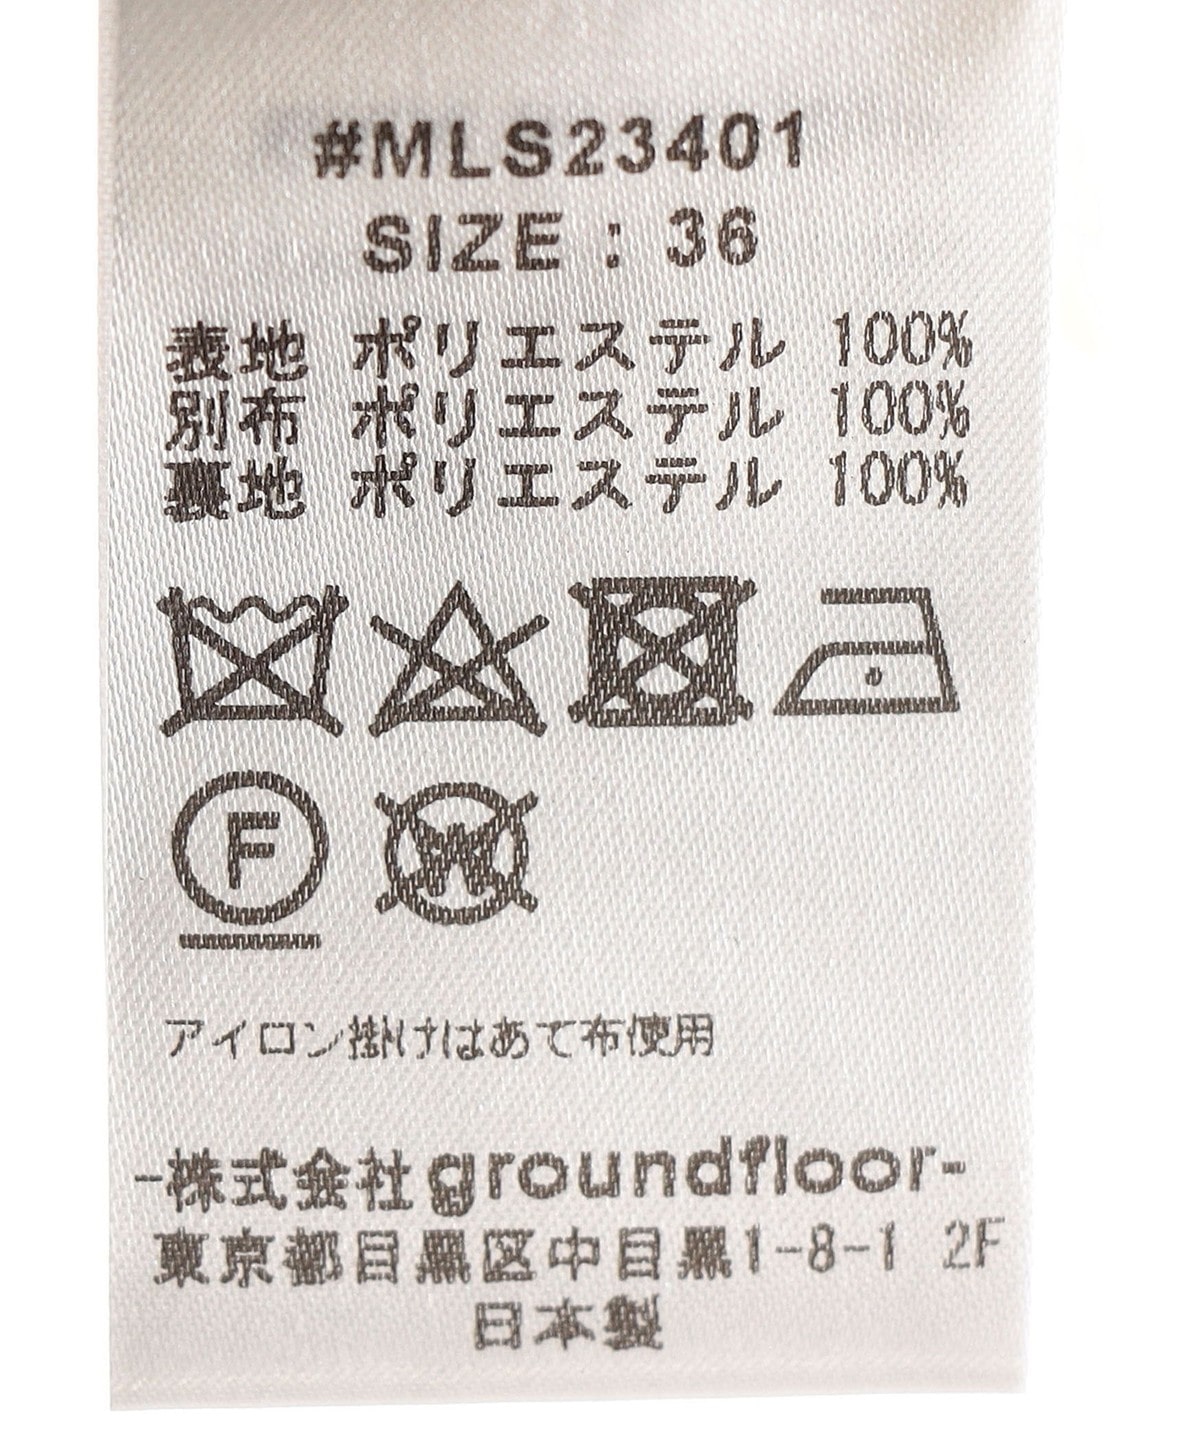 #MLS23401
SIZE : 36
表地 ポリエステル 100%
別布 ポリエステル 100%
裏地 ポリエステル 100%
F
W
アイロン掛けはあて布使用
-株式会社groundfloor-
東京都目黒区中目黒1-8-1 2F
日本製